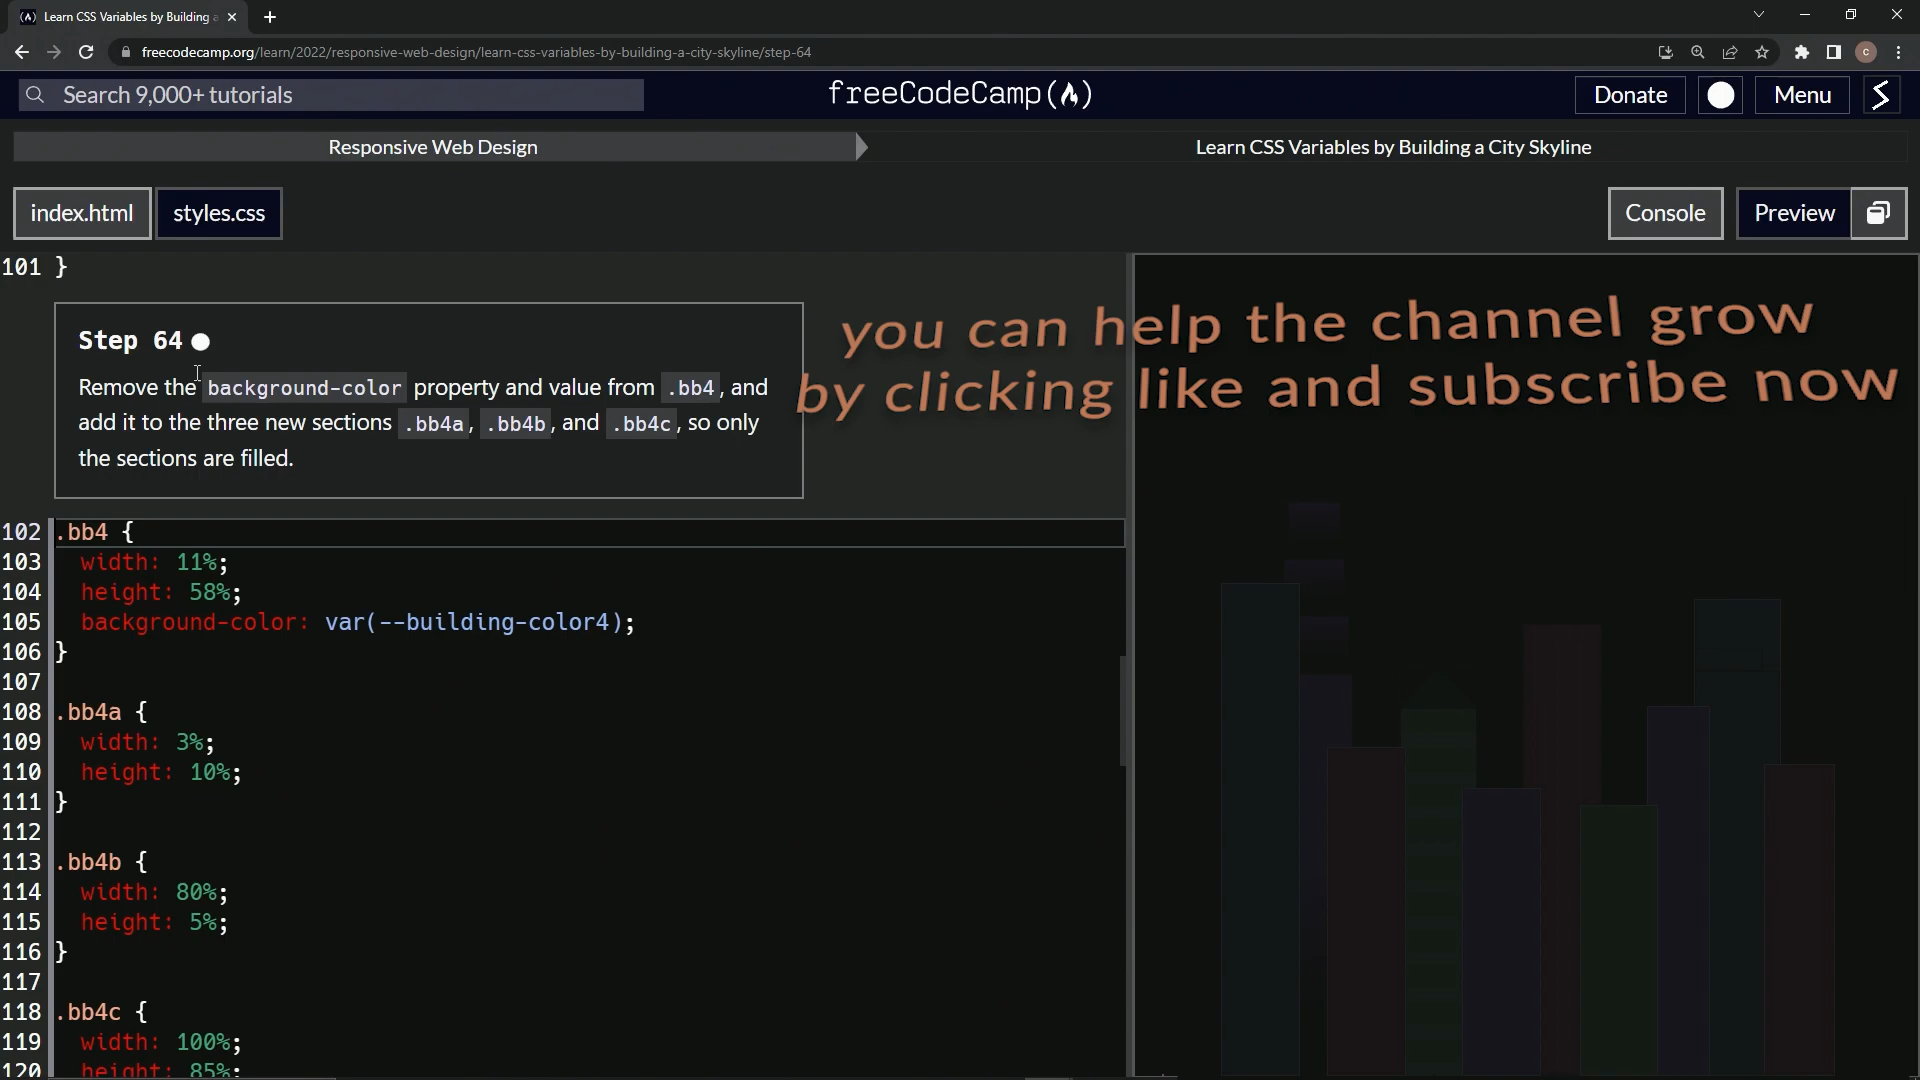 Learn CSS Variables by Building a
freecodecamp.org/learn/2022/responsive-web-design/learn-css-variables-by-building-a-city-skyline/step-64
C
Search 9,000+ tutorials
freeCodeCamp(🔥)
Donate
Menu
Responsive Web Design
Learn CSS Variables by Building a City Skyline
index.html
styles.css
Console
Preview
101 }
Step 64
Remove the background-color property and value from .bb4, and
add it to the three new sections .bb4a, .bb4b, and .bb4c, so only
the sections are filled.
you can help the channel grow
by clicking like and subscribe now
102 .bb4 {
103 width: 11%;
104 height: 58%;
105 background-color: var(--building-color4);
106 }
107
108 .bb4a {
109 width: 3%;
110 height: 10%;
111 }
112
113 .bb4b {
114 width: 80%;
115 height: 5%;
116 }
117
118 .bb4c {
119 width: 100%;
120 height: 85%;